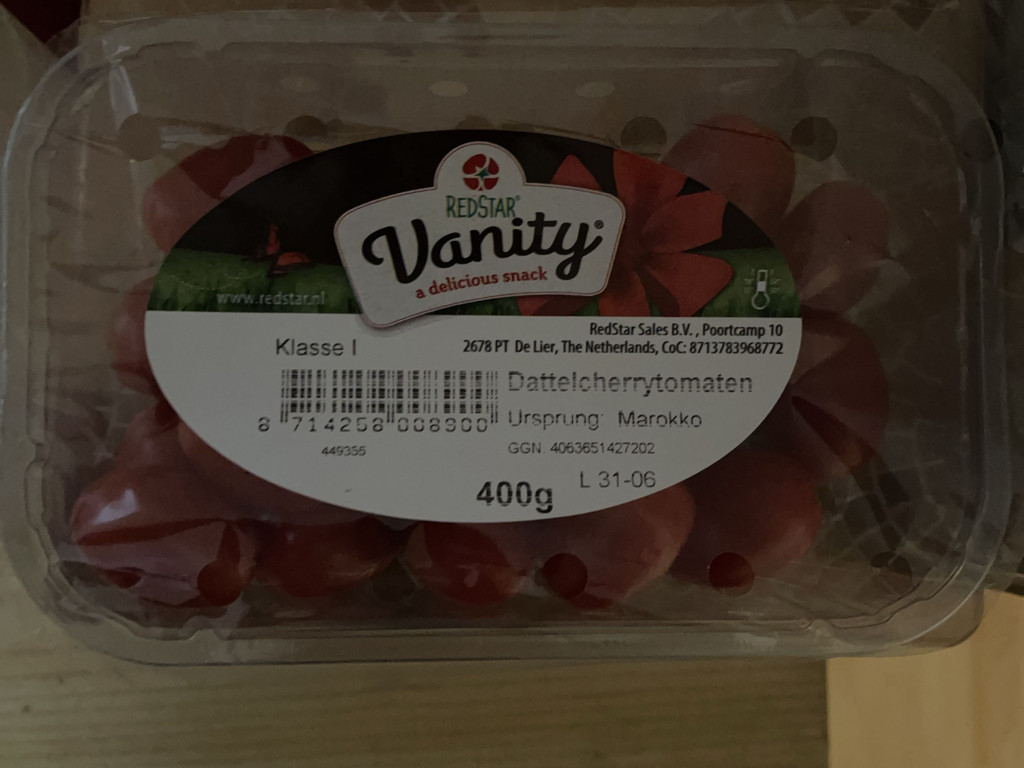 REDSTAR®
Vanity®
a delicious snack
www.redstar.nl
RedStar Sales B.V. , Poortcamp 10
2678 PT De Lier, The Netherlands, CoC: 8713783968772
Klasse I
Dattelcherrytomaten
8 714258 008300
Ursprung: Marokko
449355
GGN. 4063651427202
L 31-06
400g